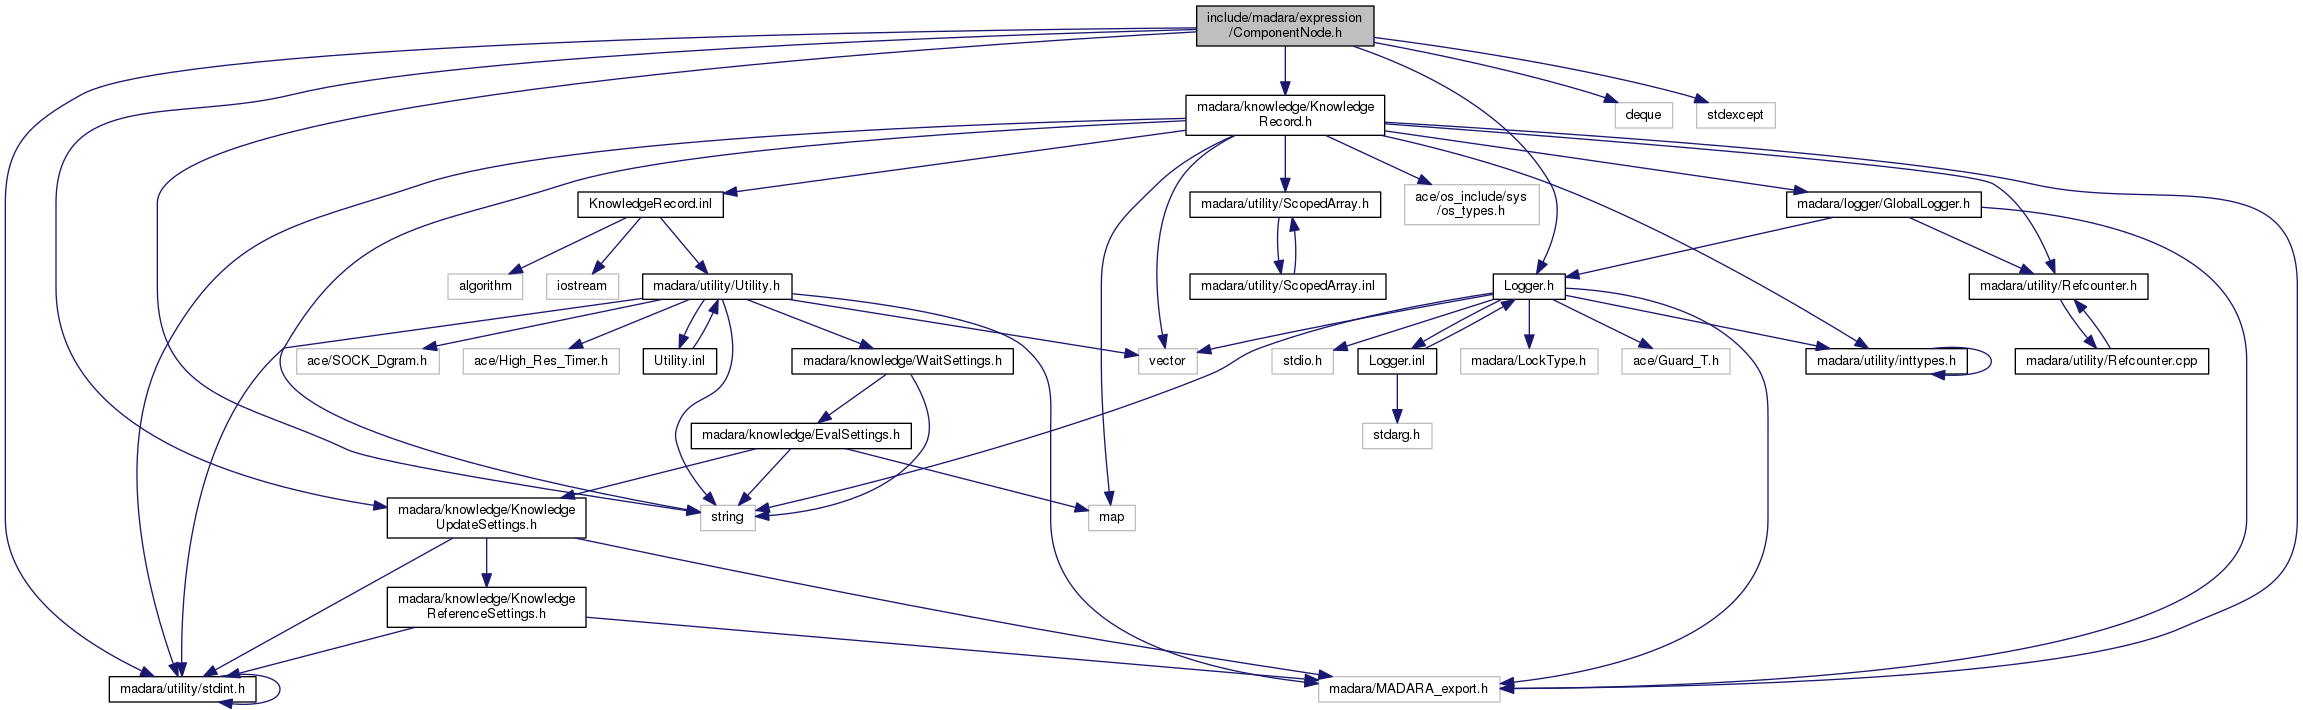 include/madara/expression
/ComponentNode.h
madara/knowledge/Knowledge
Record.h
deque
stdexcept
KnowledgeRecord.inl
madara/utility/ScopedArray.h
ace/os_include/sys
/os_types.h
madara/logger/GlobalLogger.h
algorithm
iostream
madara/utility/Utility.h
madara/utility/ScopedArray.inl
Logger.h
madara/utility/Refcounter.h
ace/SOCK_Dgram.h
ace/High_Res_Timer.h
Utility.inl
madara/knowledge/WaitSettings.h
vector
stdio.h
Logger.inl
madara/LockType.h
ace/Guard_T.h
madara/utility/inttypes.h
madara/utility/Refcounter.cpp
madara/knowledge/EvalSettings.h
stdarg.h
madara/knowledge/Knowledge
UpdateSettings.h
string
map
madara/knowledge/Knowledge
ReferenceSettings.h
madara/utility/stdint.h
madara/MADARA_export.h